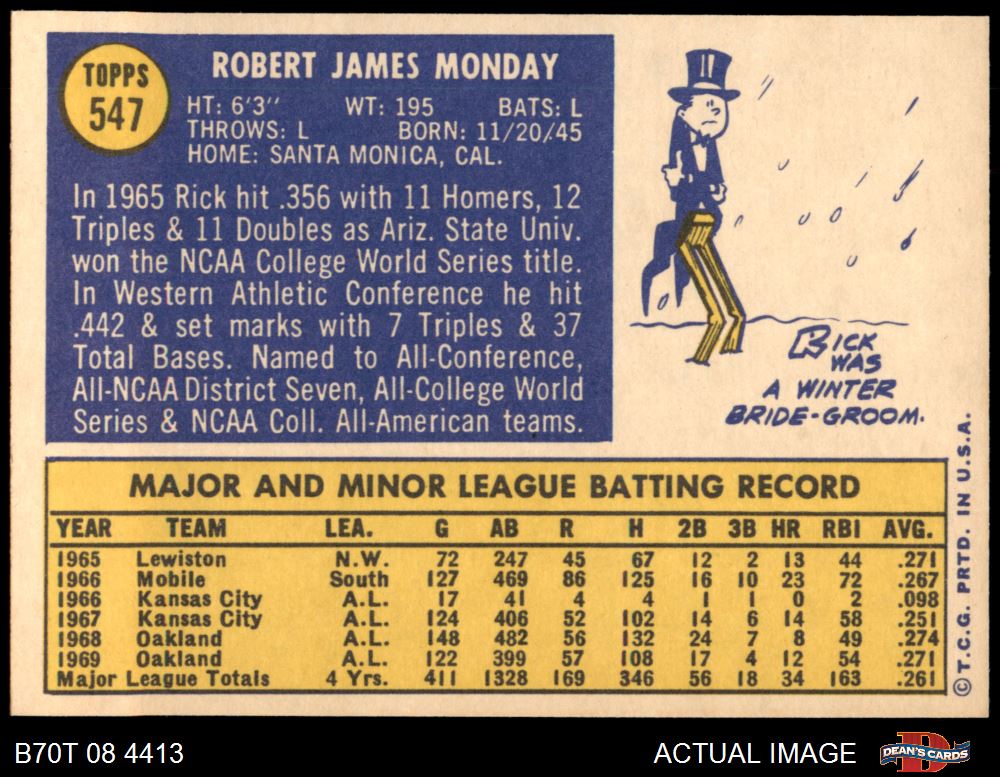 TOPPS
547
ROBERT JAMES MONDAY
HT: 6'3" WT: 195 BATS: L
THROWS: L BORN: 11/20/45
HOME: SANTA MONICA, CAL.
In 1965 Rick hit .356 with 11 Homers, 12
Triples & 11 Doubles as Ariz. State Univ.
won the NCAA College World Series title.
In Western Athletic Conference he hit
.442 & set marks with 7 Triples & 37
Total Bases. Named to All-Conference,
All-NCAA District Seven, All-College World
Series & NCAA Coll. All-American teams.
RICK
WAS
A WINTER
BRIDE-GROOM.
MAJOR AND MINOR LEAGUE BATTING RECORD
YEAR TEAM LEA. G AB R H 2B 3B HR RBI AVG.
1965 Lewiston N.W. 72 247 45 67 12 2 13 44 .271
1966 Mobile South 127 469 86 125 16 10 23 72 .267
1966 Kansas City A.L. 17 41 4 4 1 1 0 2 .098
1967 Kansas City A.L. 124 406 52 102 14 6 14 58 .251
1968 Oakland A.L. 148 482 56 132 24 7 8 49 .274
1969 Oakland A.L. 122 399 57 108 17 4 12 54 .271
Major League Totals 4 Yrs. 411 1328 169 346 56 18 34 163 .261
© T.C.G. PRTD. IN U.S.A.
B70T 08 4413
ACTUAL IMAGE
D
DEAN'S CARDS